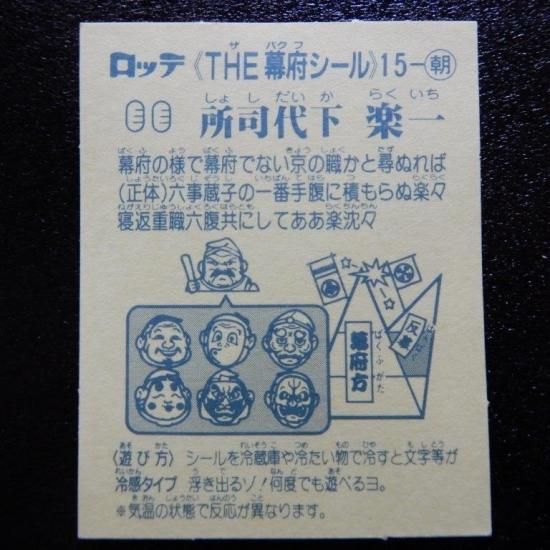 ロッテ《THE 幕府シール》15-朝
所司代下 楽一
幕府の様で幕府でない京の職かと尋ぬれば
(正体)六事蔵子の一番手腹に積もらぬ楽々
寝返重職六腹共にしてああ楽沈々
幕府方
反幕
〈遊び方〉 シールを冷蔵庫や冷たい物で冷すと文字等が
冷感タイプ 浮き出るゾ!何度でも遊べるヨ。
※気温の状態で反応が異なります。